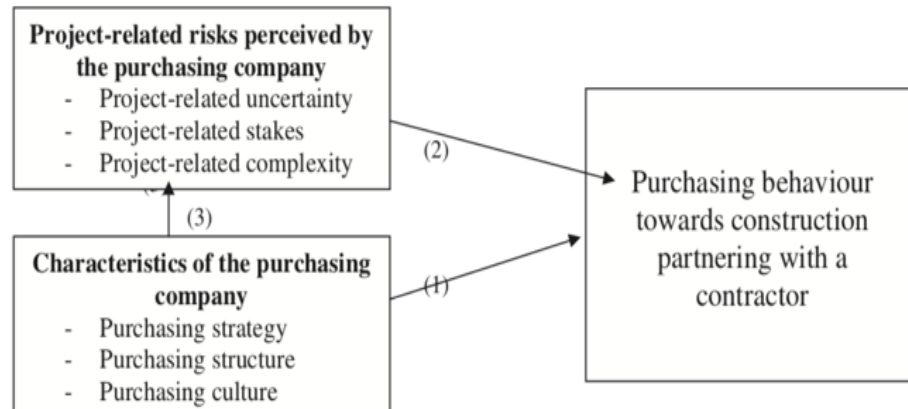 Project-related risks perceived by
the purchasing company
- Project-related uncertainty
- Project-related stakes
- Project-related complexity
(2)
(3)
Characteristics of the purchasing
company
- Purchasing strategy
- Purchasing structure
- Purchasing culture
(1)
Purchasing behaviour
towards construction
partnering with a
contractor